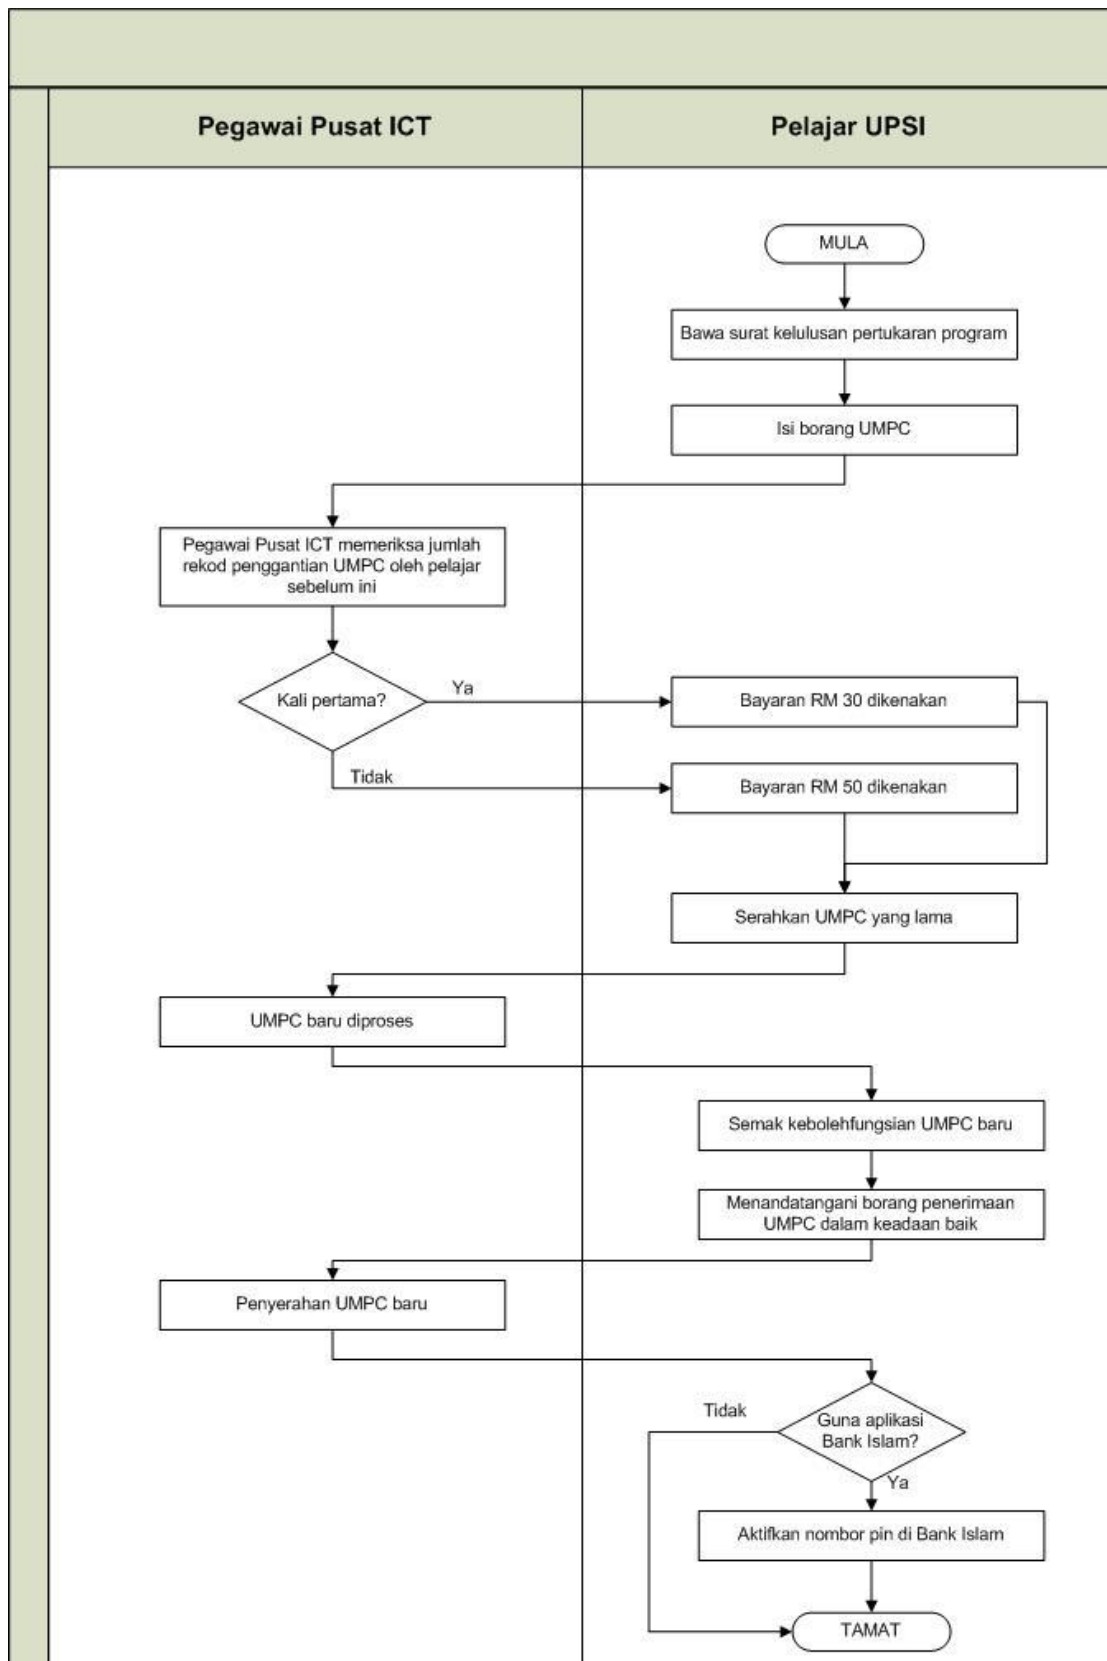 Pegawai Pusat ICT
Pelajar UPSI
MULA
Bawa surat kelulusan pertukaran program
Isi borang UMPC
Pegawai Pusat ICT memeriksa jumlah
rekod penggantian UMPC oleh pelajar
sebelum ini
Kali pertama?
Ya
Bayaran RM 30 dikenakan
Tidak
Bayaran RM 50 dikenakan
Serahkan UMPC yang lama
UMPC baru diproses
Semak kebolehfungsian UMPC baru
Menandatangani borang penerimaan
UMPC dalam keadaan baik
Penyerahan UMPC baru
Tidak
Guna aplikasi
Bank Islam?
Ya
Aktifkan nombor pin di Bank Islam
TAMAT